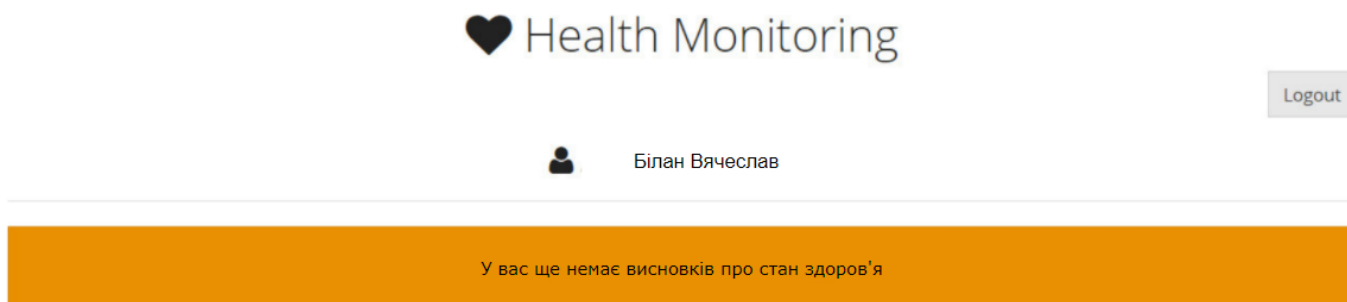 Health Monitoring
Logout
Білан Вячеслав
У вас ще немає висновків про стан здоров'я